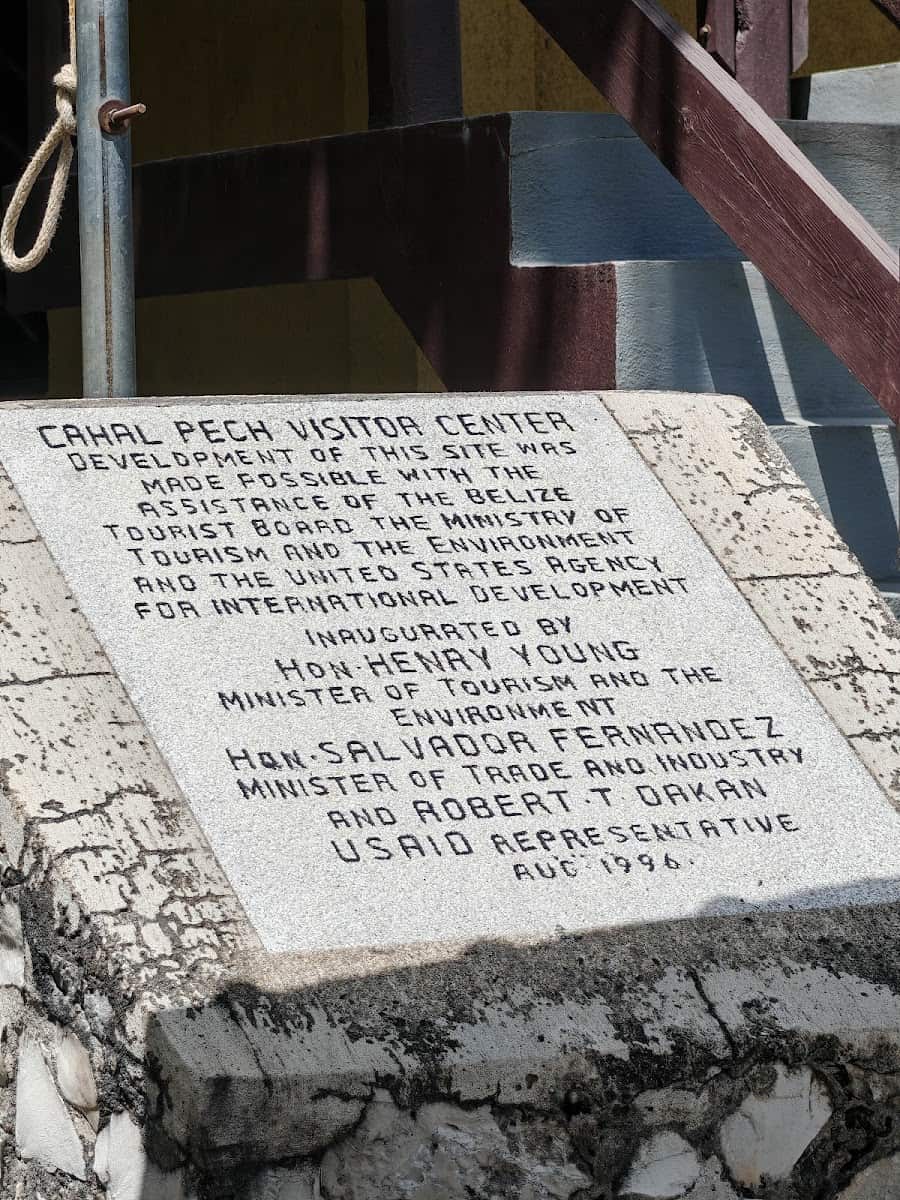 CAHAL PECH VISITOR CENTER
DEVELOPMENT OF THIS SITE WAS
MADE POSSIBLE WITH THE
ASSISTANCE OF THE BELIZE
TOURIST BOARD THE MINISTRY OF
TOURISM AND THE ENVIRONMENT
AND THE UNITED STATES AGENCY
FOR INTERNATIONAL DEVELOPMENT
INAUGURATED BY
HON. HENRY YOUNG
MINISTER OF TOURISM AND THE
ENVIRONMENT
HON. SALVADOR FERNANDEZ
MINISTER OF TRADE AND INDUSTRY
AND ROBERT. T. DAKAN
USAID REPRESENTATIVE
AUG 1996.